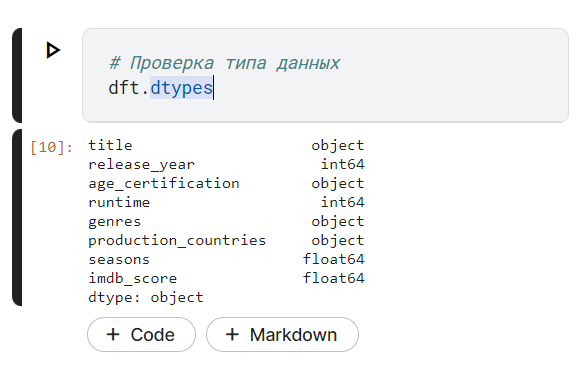 # Проверка типа данных
dft.dtypes
[10]:
title object
release_year int64
age_certification object
runtime int64
genres object
production_countries object
seasons float64
imdb_score float64
dtype: object
+ Code + Markdown